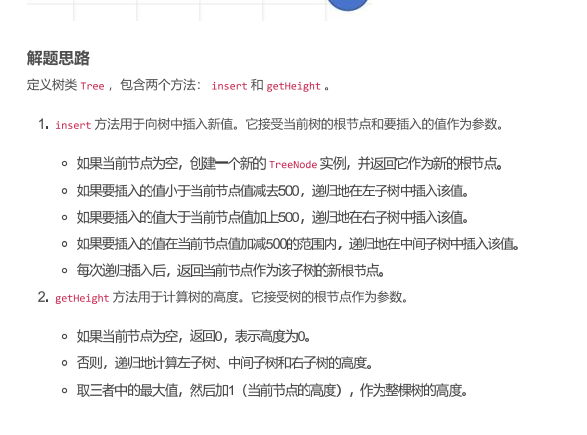 解题思路
定义树类 Tree ，包含两个方法： insert 和 getHeight 。
1. insert 方法用于向树中插入新值。它接受当前树的根节点和要插入的值作为参数。
如果当前节点为空，创建一个新的 TreeNode 实例，并返回它作为新的根节点。
如果要插入的值小于当前节点值减去500，递归地在左子树中插入该值。
如果要插入的值大于当前节点值加上500，递归地在右子树中插入该值。
如果要插入的值在当前节点值加减500的范围内，递归地在中间子树中插入该值。
每次递归插入后，返回当前节点作为该子树的新根节点。
2. getHeight 方法用于计算树的高度。它接受树的根节点作为参数。
如果当前节点为空，返回0，表示高度为0。
否则，递归地计算左子树、中间子树和右子树的高度。
取三者中的最大值，然后加1（当前节点的高度），作为整棵树的高度。